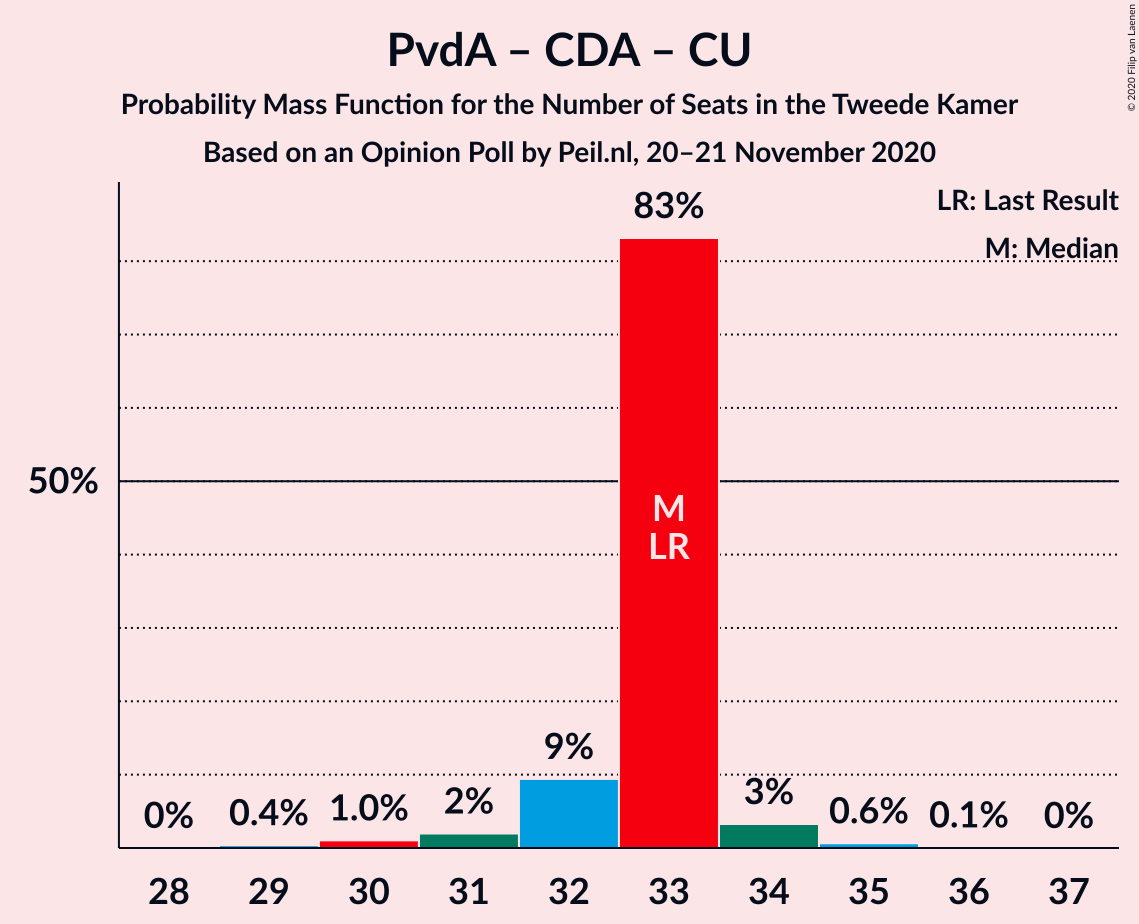 PvdA – CDA – CU
Probability Mass Function for the Number of Seats in the Tweede Kamer
Based on an Opinion Poll by Peil.nl, 20–21 November 2020
© 2020 Filip van Laenen
LR: Last Result
M: Median
50%
0%
0.4%
1.0%
2%
9%
83%
3%
0.6%
0.1%
0%
M
LR
28
29
30
31
32
33
34
35
36
37